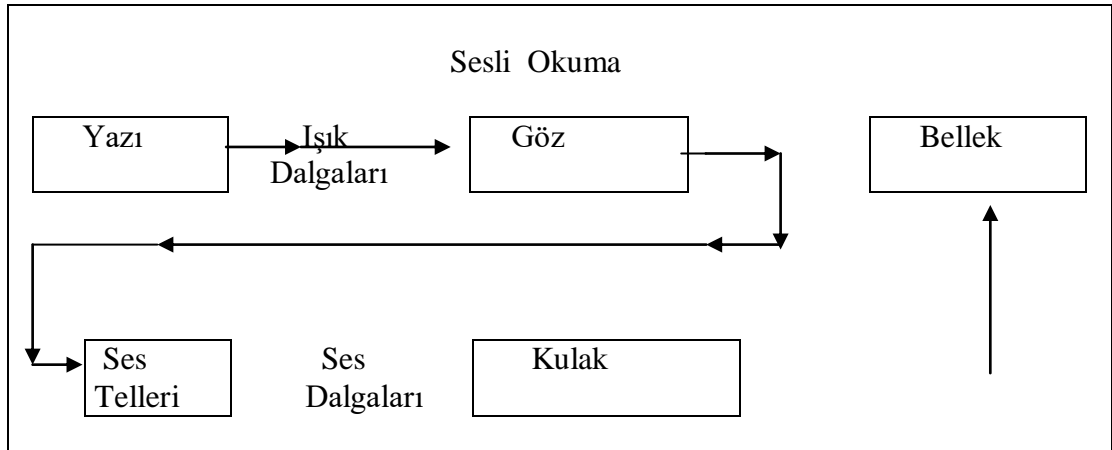 Sesli Okuma
Yazı
Işık
Dalgaları
Göz
Bellek
Ses
Telleri
Ses
Dalgaları
Kulak